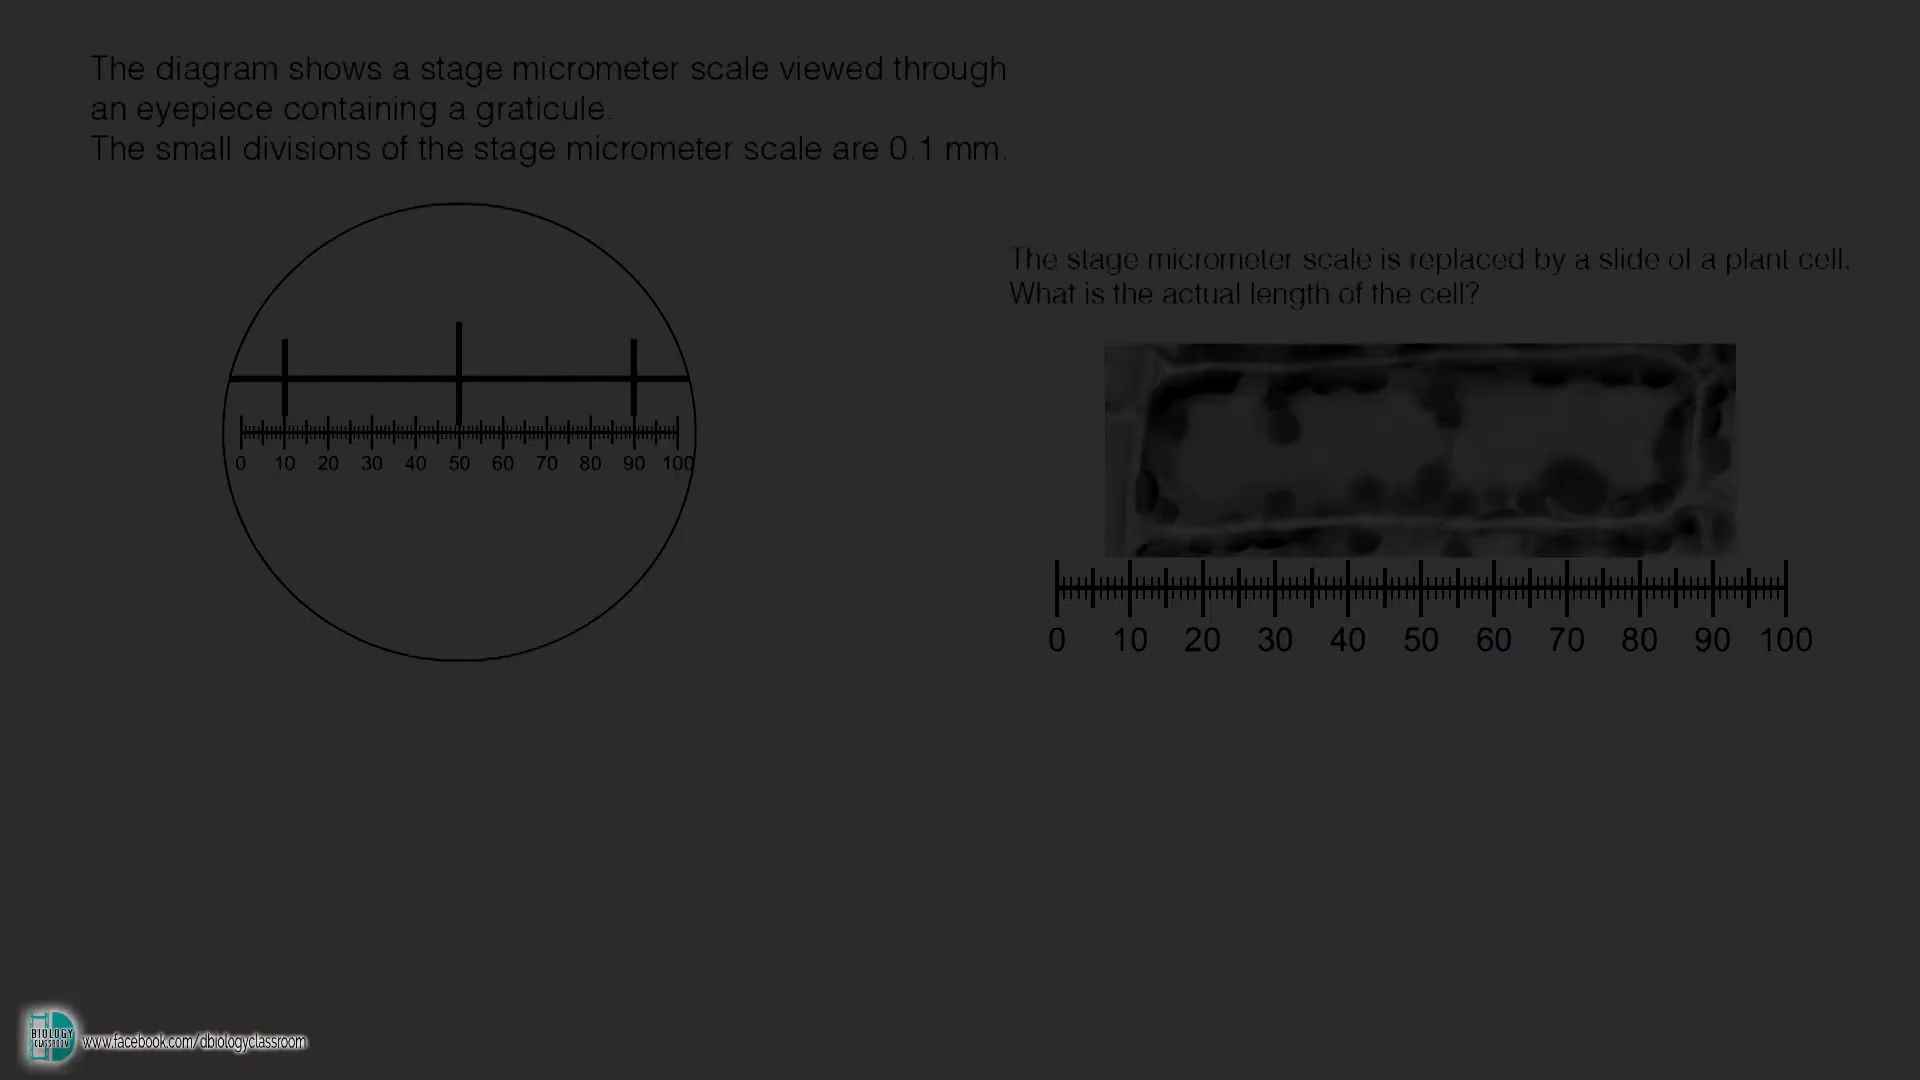 The diagram shows a stage micrometer scale viewed through
an eyepiece containing a graticule.
The small divisions of the stage micrometer scale are 0.1 mm.
0 10 20 30 40 50 60 70 80 90 100
The stage micrometer scale is replaced by a slide of a plant cell.
What is the actual length of the cell?
0 10 20 30 40 50 60 70 80 90 100
BIOLOGY
CLASSROOM
www.facebook.com/dbiologyclassroom